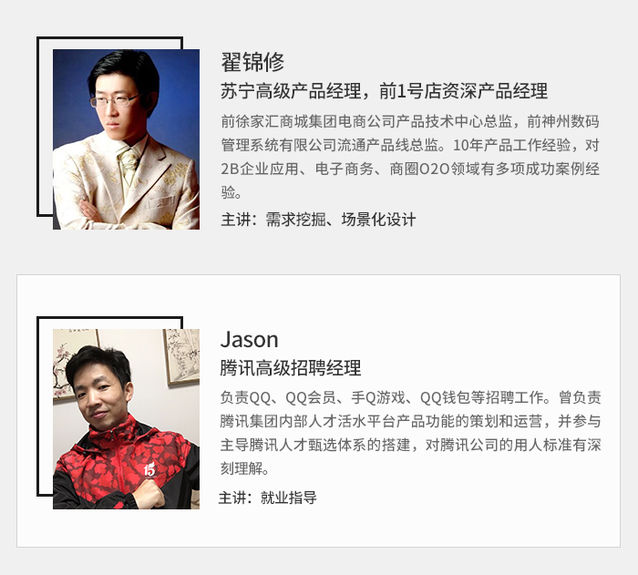 翟锦修
苏宁高级产品经理，前1号店资深产品经理
前徐家汇商城集团电商公司产品技术中心总监，前神州数码
管理系统有限公司流通产品线总监。10年产品工作经验，对
2B企业应用、电子商务、商圈O2O领域有多项成功案例经
验。
主讲：需求挖掘、场景化设计
Jason
腾讯高级招聘经理
负责QQ、QQ会员、手Q游戏、QQ钱包等招聘工作。曾负责
腾讯集团内部人才活水平台产品功能的策划和运营，并参与
主导腾讯人才甄选体系的搭建，对腾讯公司的用人标准有深
刻理解。
主讲：就业指导
15